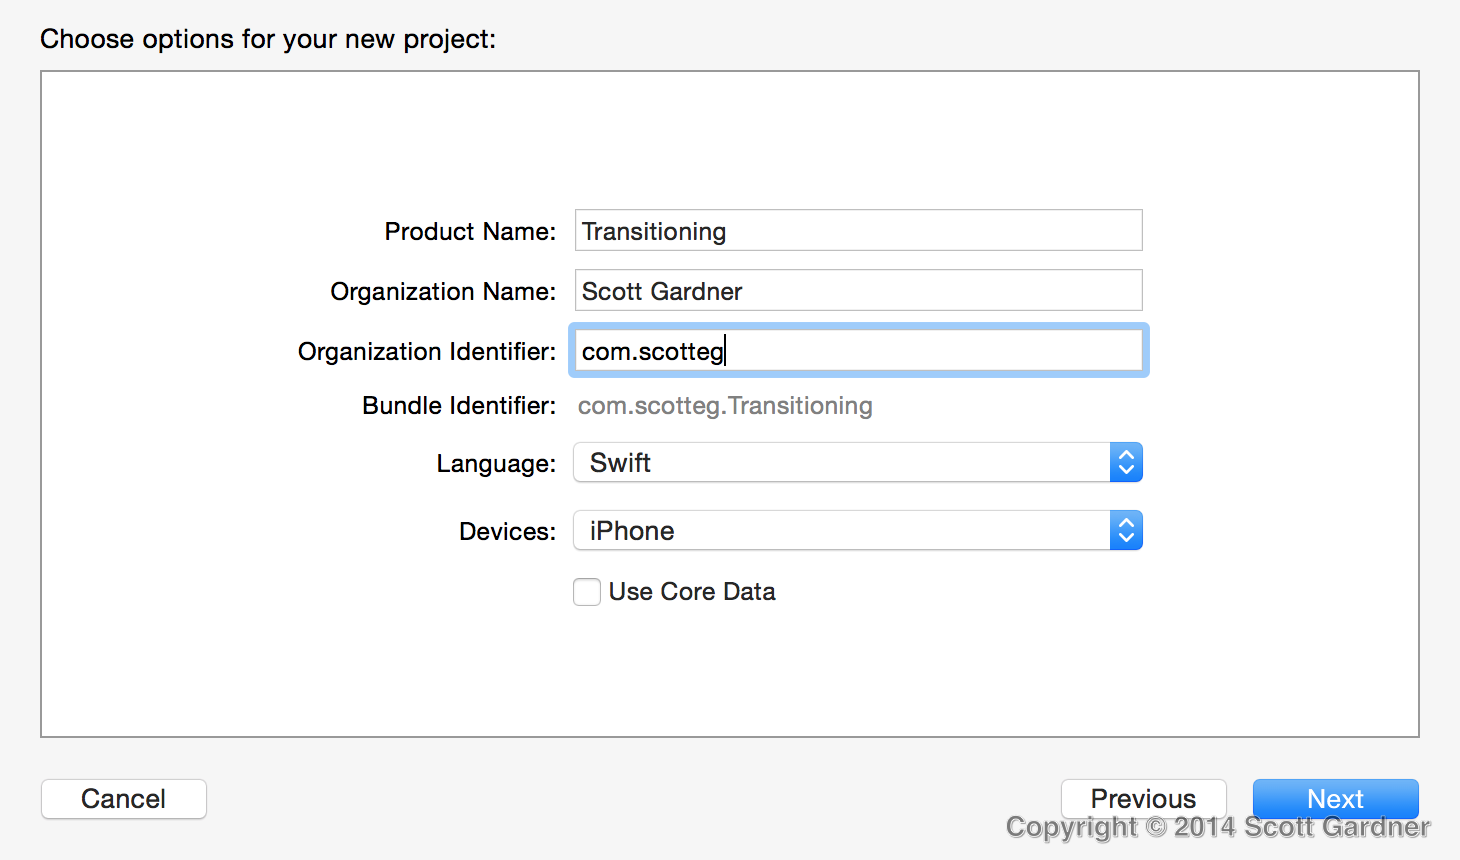 Choose options for your new project:
Product Name: Transitioning
Organization Name: Scott Gardner
Organization Identifier: com.scotteg
Bundle Identifier: com.scotteg.Transitioning
Language: Swift
Devices: iPhone
Use Core Data
Cancel Previous Next
Copyright © 2014 Scott Gardner